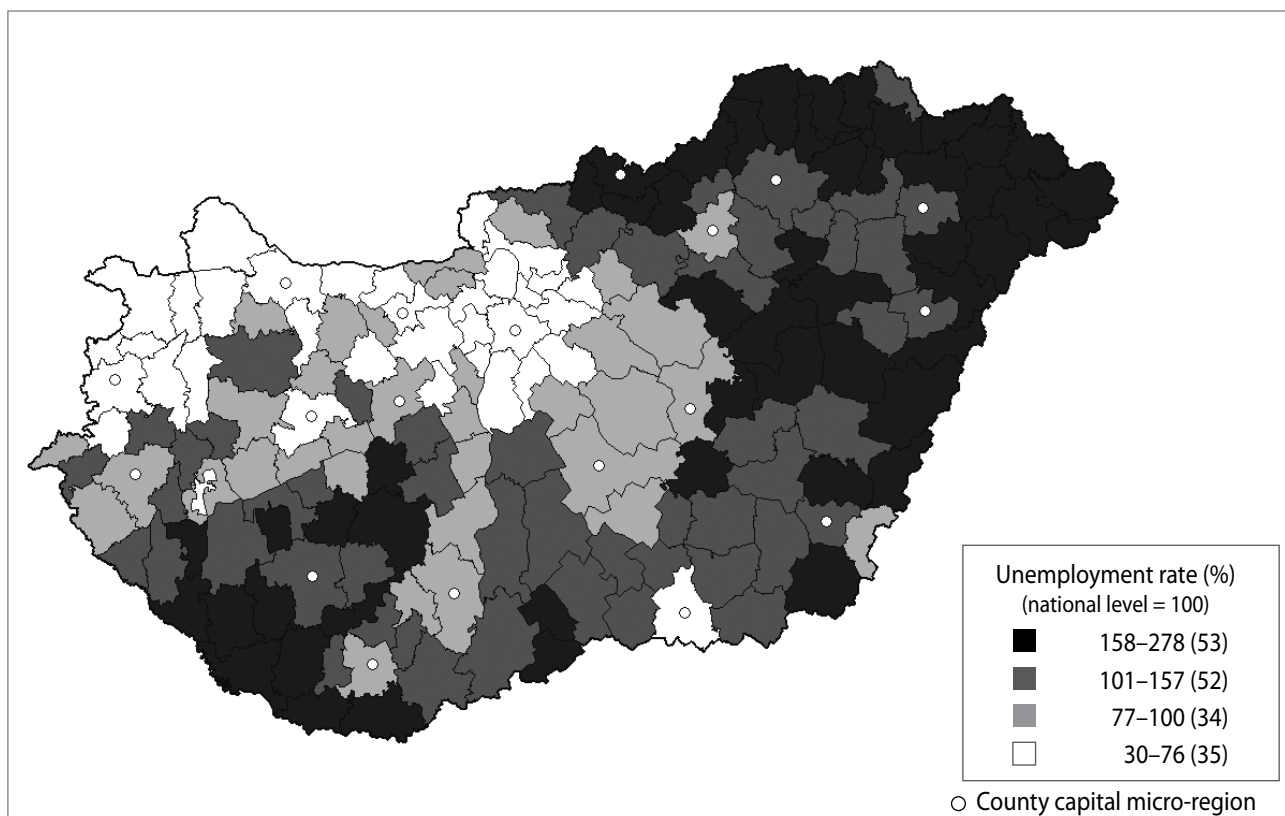 Unemployment rate (%)
(national level = 100)
158–278 (53)
101–157 (52)
77–100 (34)
30–76 (35)
County capital micro-region